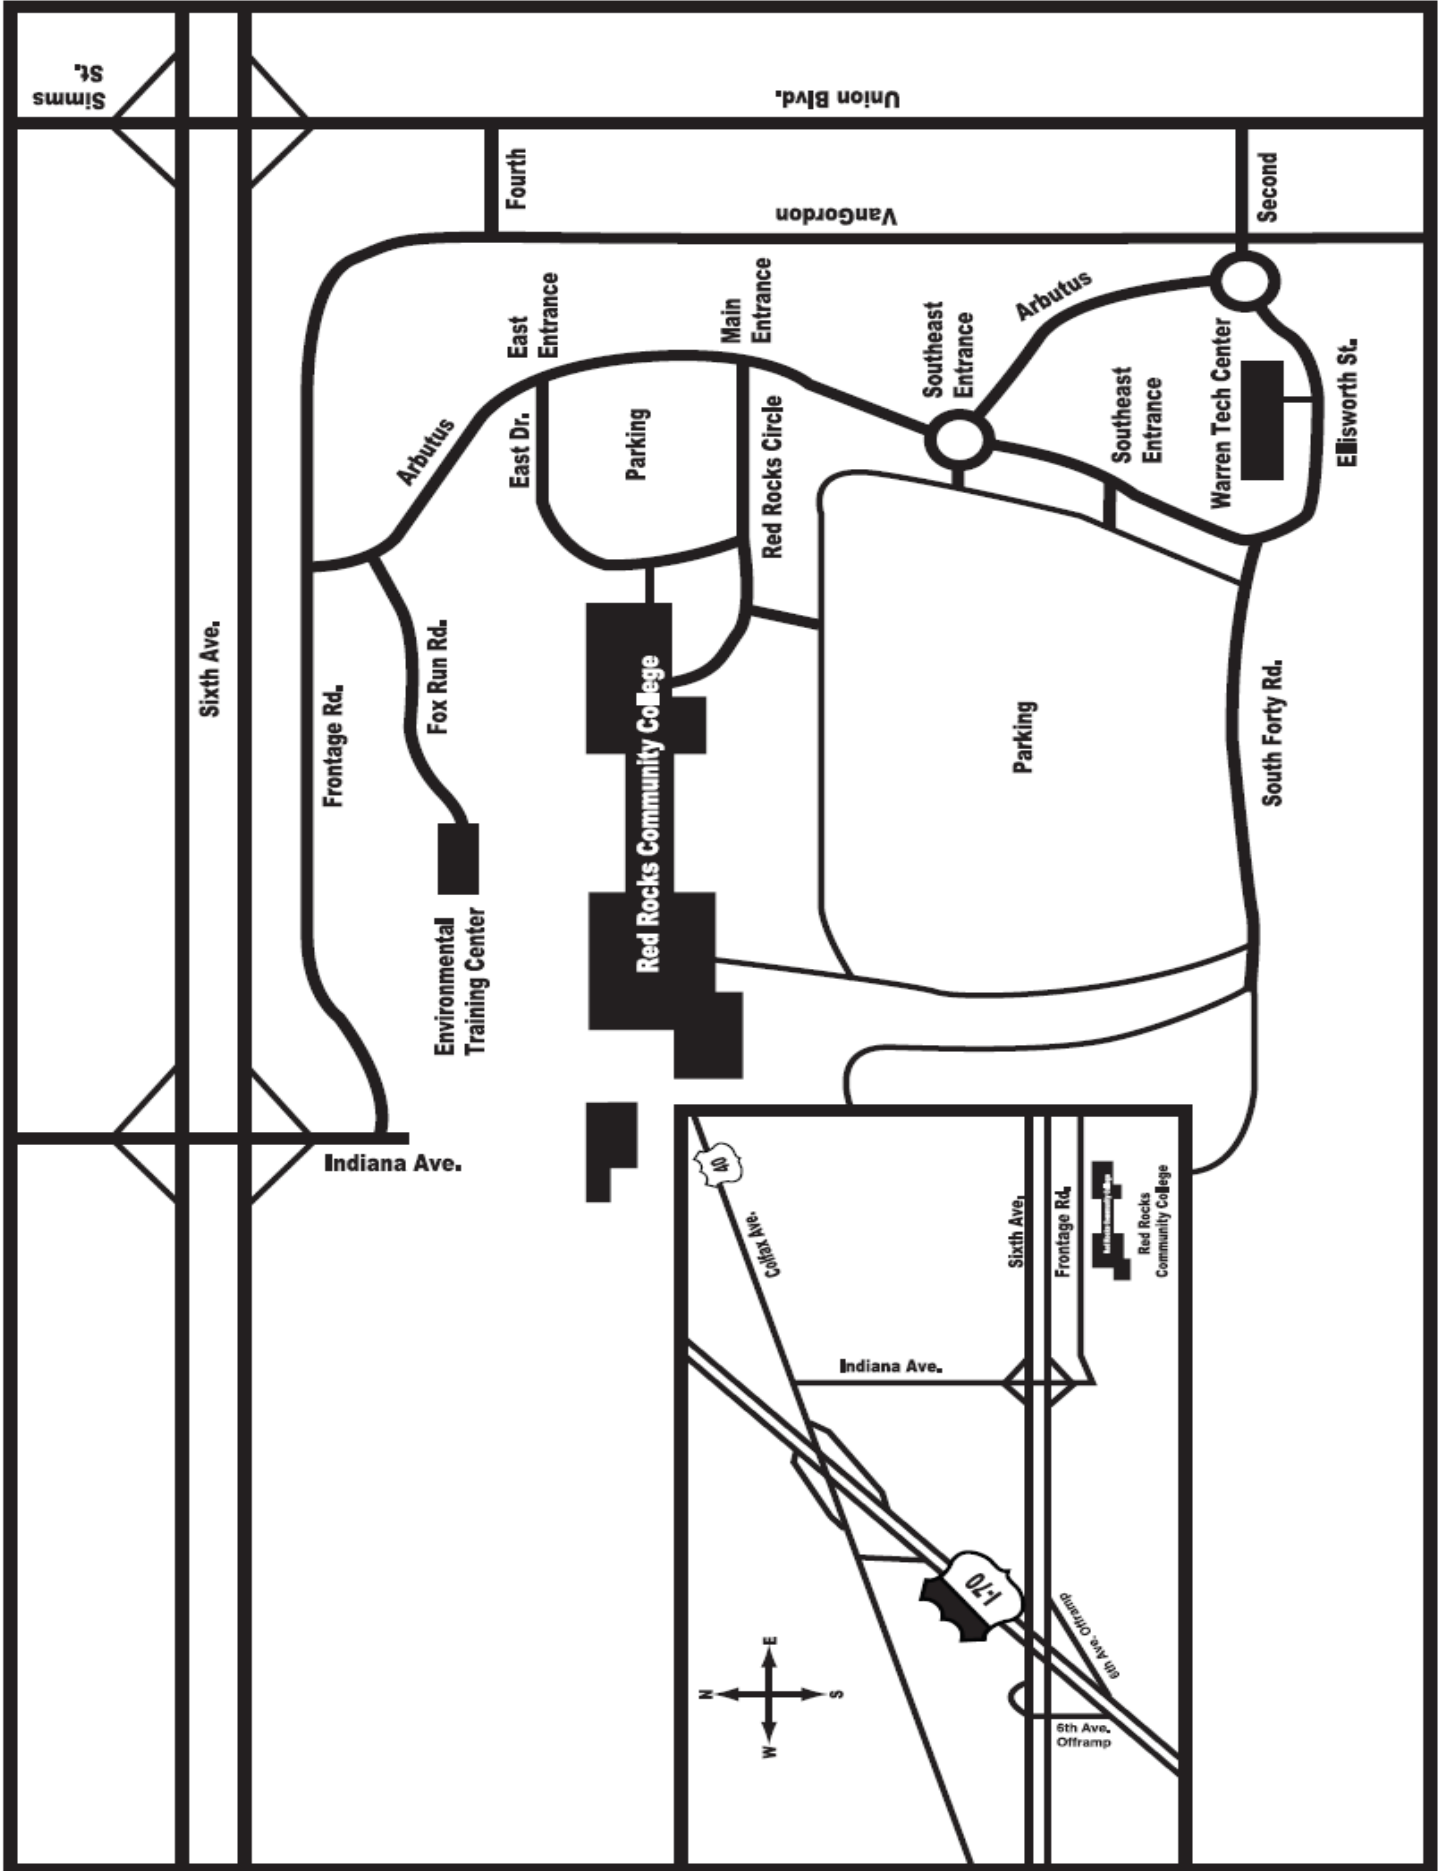 Simms
St.
Union Blvd.
Fourth
VanGordon
Second
East
Entrance
Main
Entrance
Southeast
Entrance
Arbutus
Southeast
Entrance
Warren Tech Center
Ellisworth St.
Arbutus
East Dr.
Parking
Red Rocks Circle
Sixth Ave.
Frontage Rd.
Fox Run Rd.
Red Rocks Community College
Parking
South Forty Rd.
Environmental
Training Center
Indiana Ave.
40
Colfax Ave.
Sixth Ave.
Frontage Rd.
Red Rocks
Community College
Indiana Ave.
I-70
6th Ave. Offramp
N
E
S
W
6th Ave.
Offramp